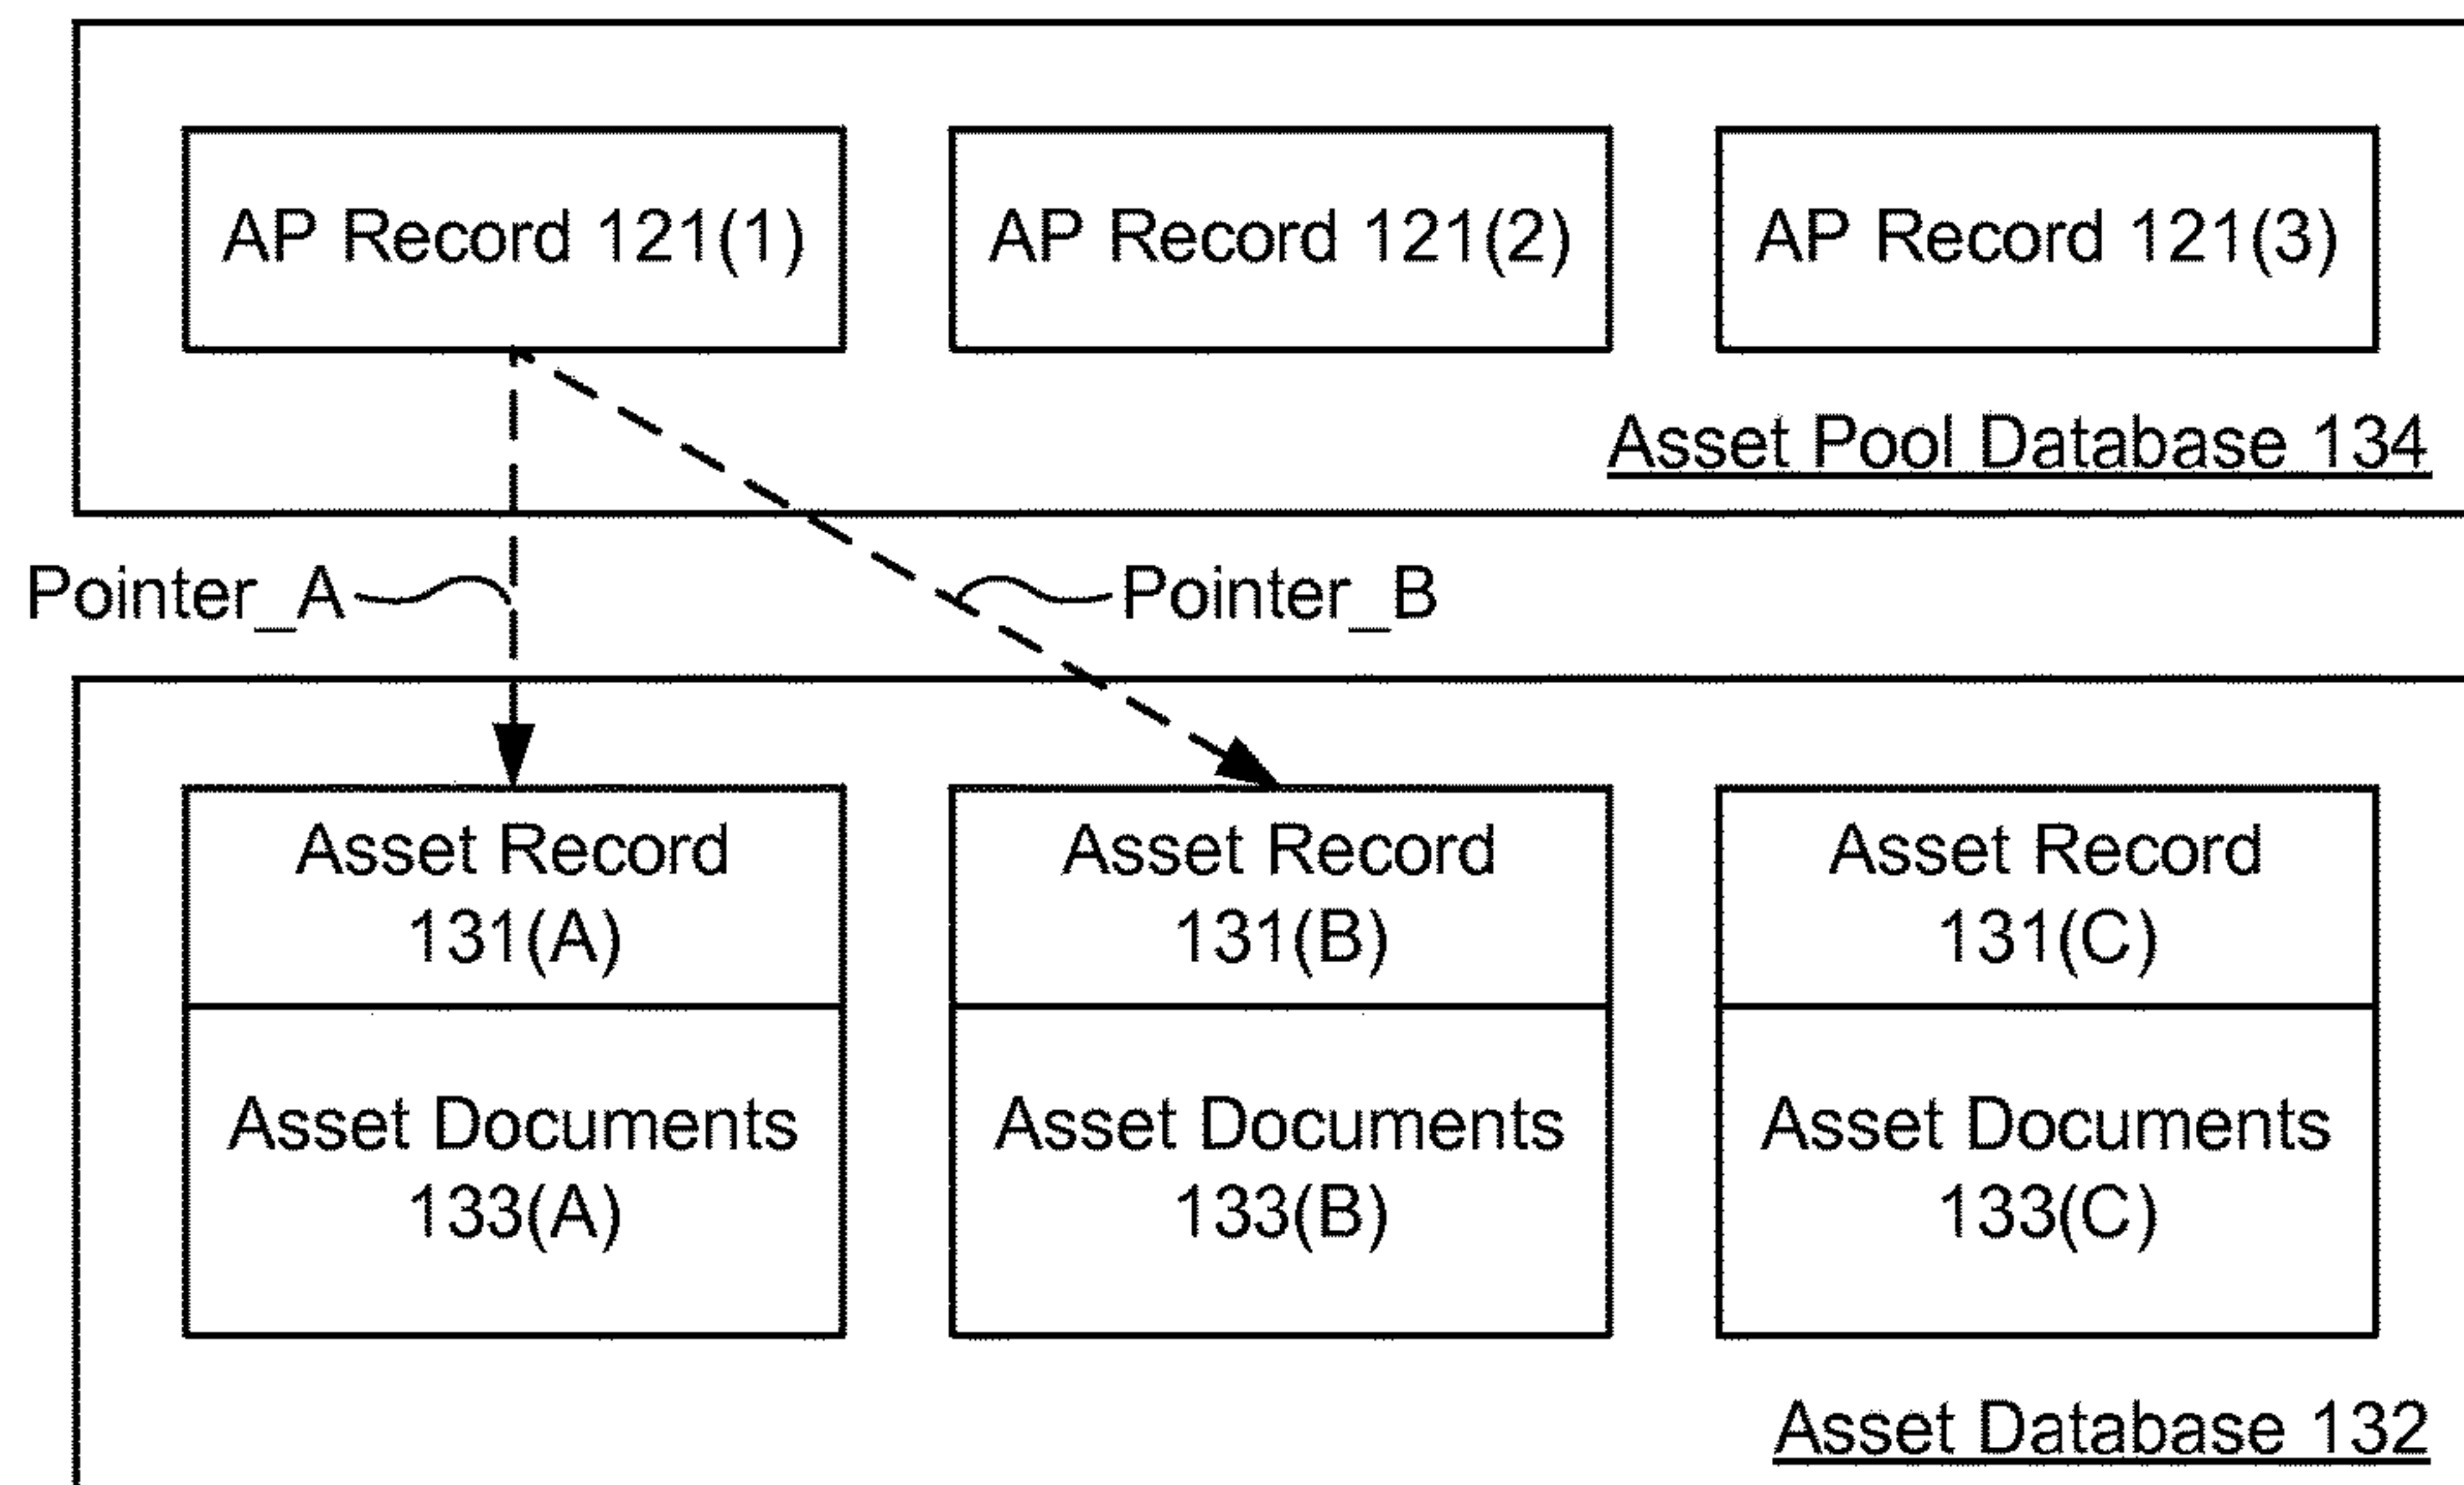 AP Record 121(1)
AP Record 121(2)
AP Record 121(3)
Asset Pool Database 134
Pointer_A
Pointer_B
Asset Record
131(A)
Asset Documents
133(A)
Asset Record
131(B)
Asset Documents
133(B)
Asset Record
131(C)
Asset Documents
133(C)
Asset Database 132